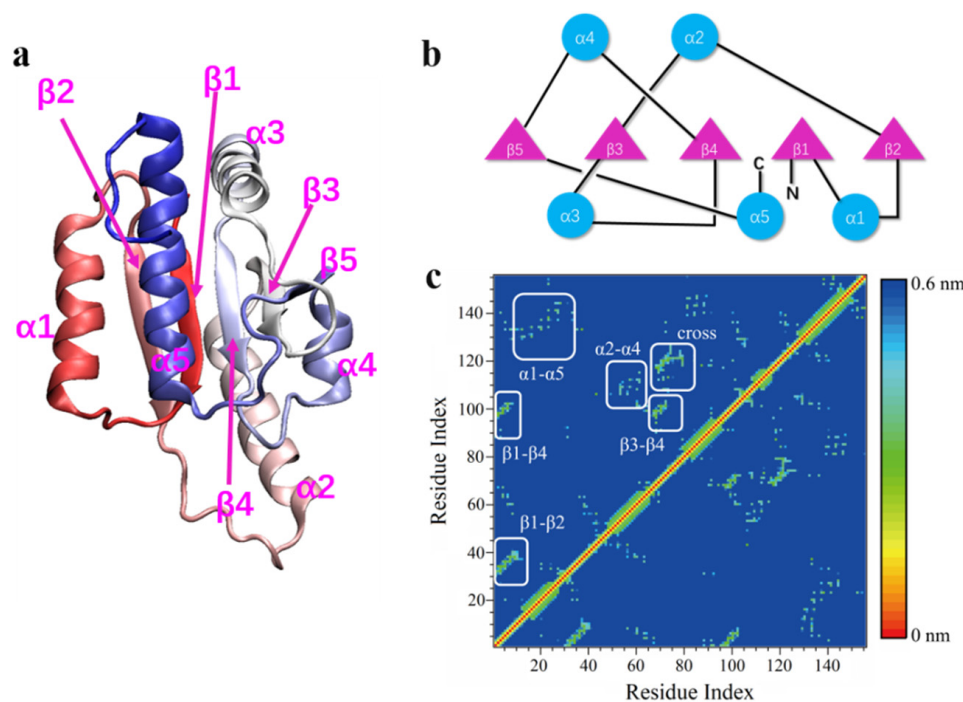 a
β2
β1
α3
β3
β5
α1
α5
α4
β4
α2
b
α4
α2
β5
β3
β4
β1
β2
C
N
α3
α5
α1
c
0.6 nm
0 nm
α1-α5
α2-α4
cross
β1-β4
β3-β4
β1-β2
140
120
100
80
60
40
20
Residue Index
20
40
60
80
100
120
140
Residue Index